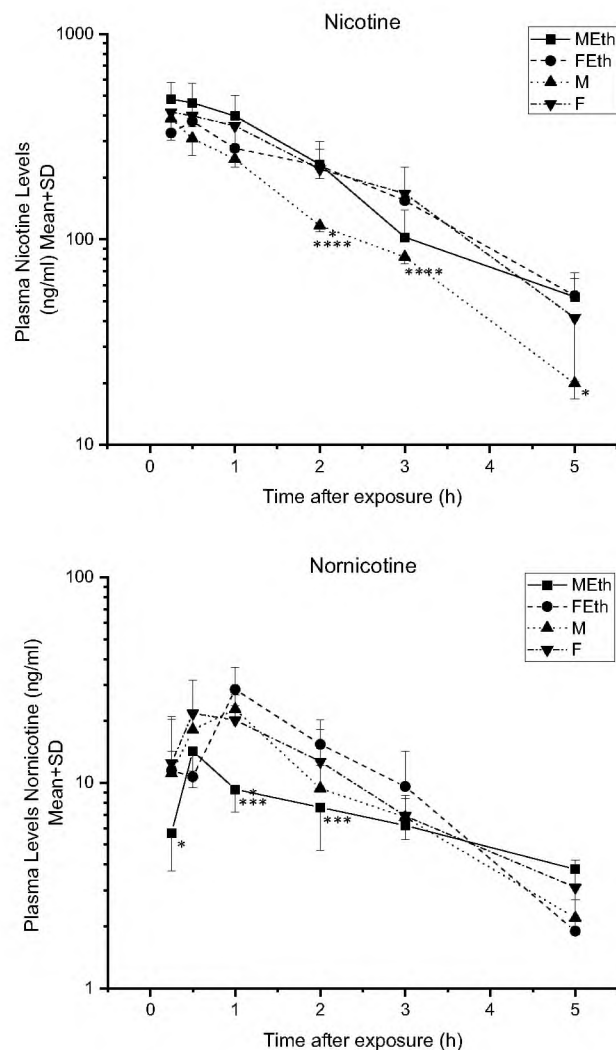 Nicotine
1000
100
10
Plasma Nicotine Levels
(ng/ml) Mean+SD
MEth
FEth
M
F
*
****
****
*
0
1
2
3
4
5
Time after exposure (h)
Nornicotine
100
10
1
Plasma Levels Nornicotine (ng/ml)
Mean+SD
MEth
FEth
M
F
*
*
***
***
0
1
2
3
4
5
Time after exposure (h)